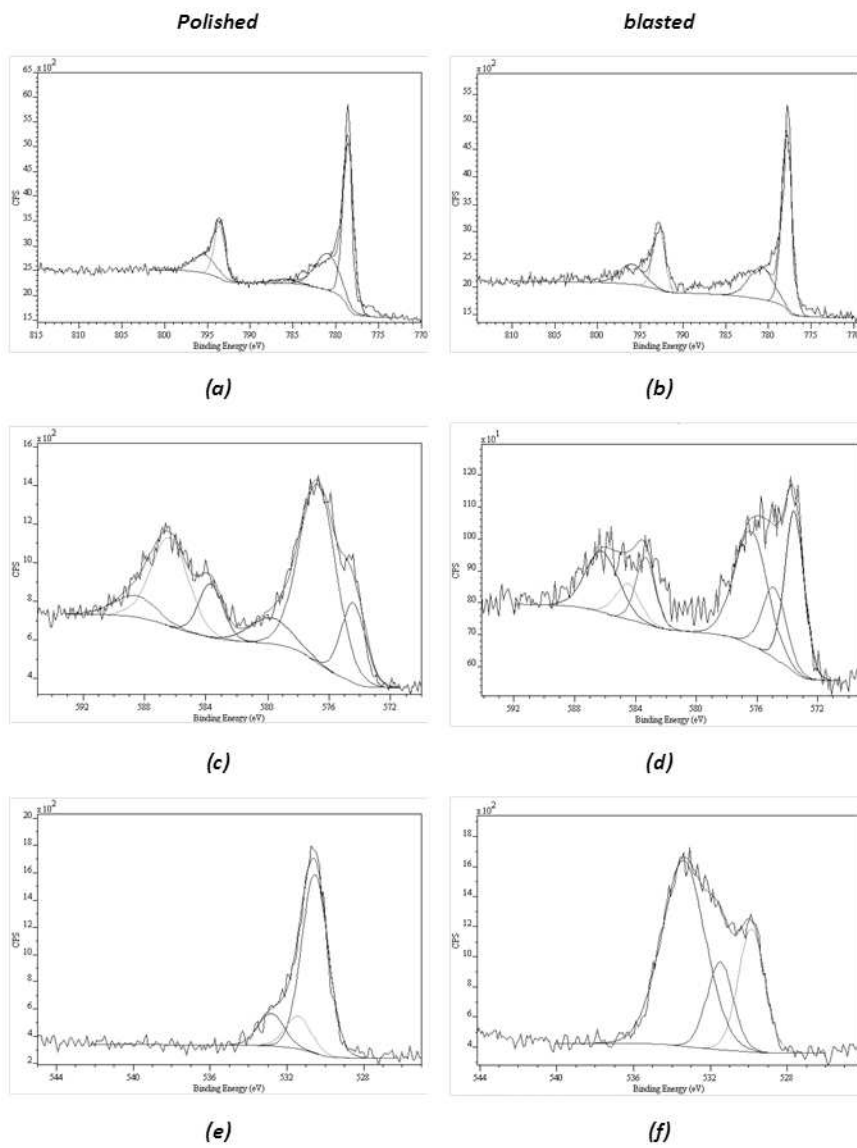 Polished
blasted
65 x10²
60
55
50
45
40
35
30
25
20
15
CPS
815 810 805 800 795 790 785 780 775 770
Binding Energy (eV)
x10²
55
50
45
40
35
30
25
20
15
CPS
810 805 800 795 790 785 780 775 770
Binding Energy (eV)
(a)
(b)
16 x10²
14
12
10
8
6
4
CPS
592 588 584 580 576 572
Binding Energy (eV)
x10¹
120
110
100
90
80
70
60
CPS
592 588 584 580 576 572
Binding Energy (eV)
(c)
(d)
20 x10²
18
16
14
12
10
8
6
4
2
CPS
544 540 536 532 528
Binding Energy (eV)
x10²
18
16
14
12
10
8
6
4
CPS
544 540 536 532 528
Binding Energy (eV)
(e)
(f)